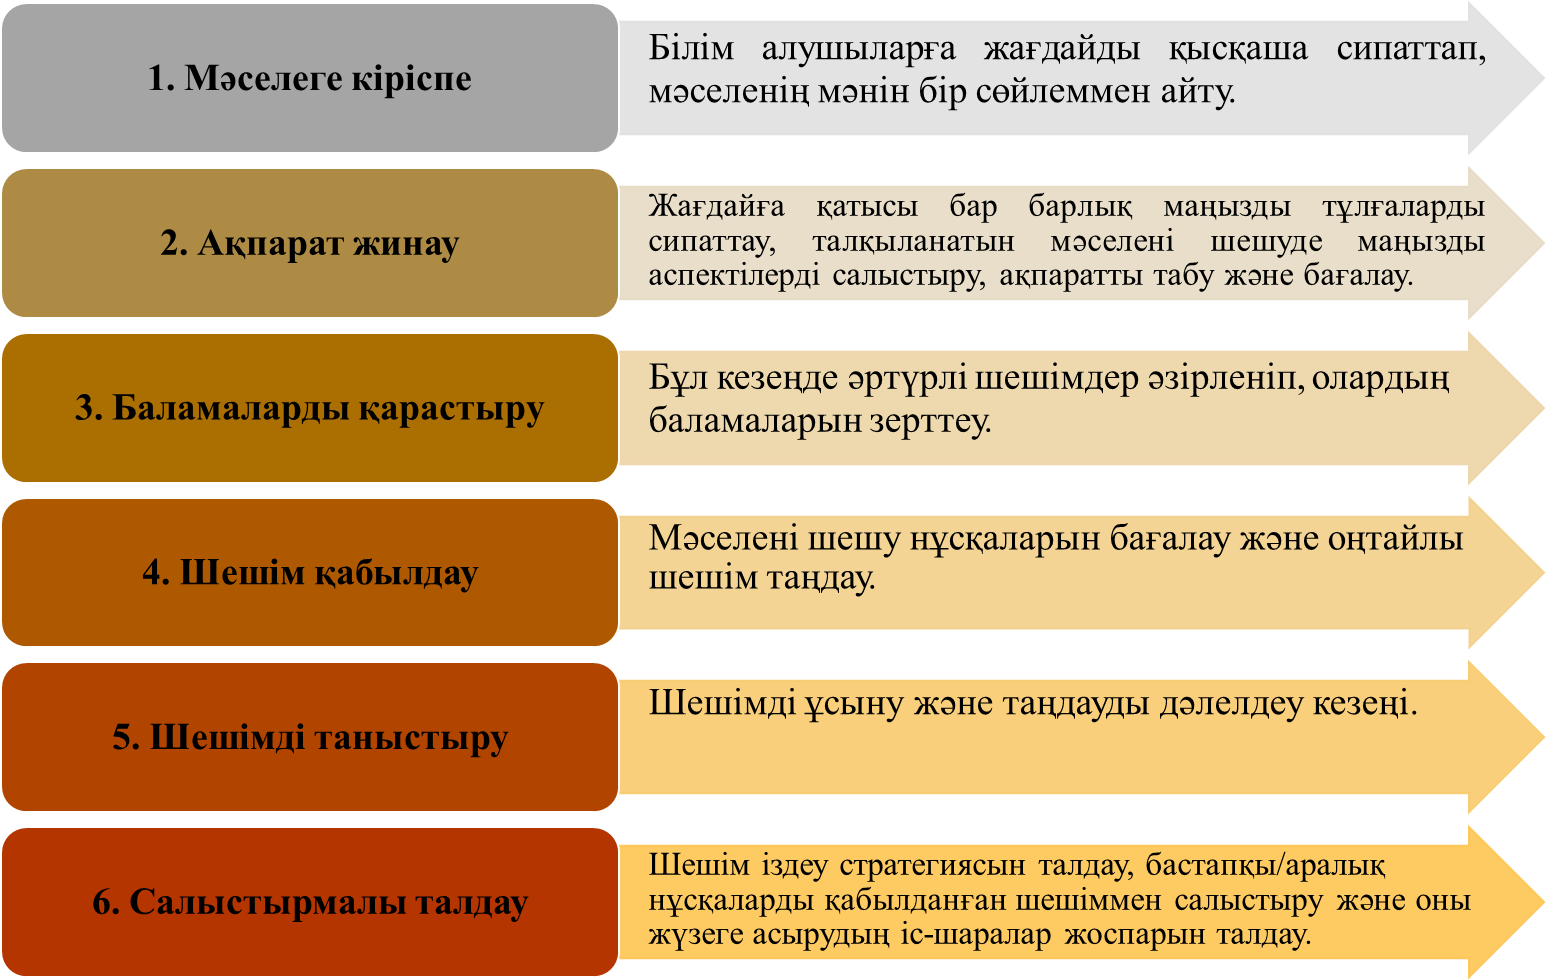 1. Мәселеге кіріспе
Білім алушыларға жағдайды қысқаша сипаттап,
мәселенің мәнін бір сөйлеммен айту.
2. Ақпарат жинау
Жағдайға қатысы бар барлық маңызды тұлғаларды
сипаттау, талқыланатын мәселені шешуде маңызды
аспектілерді салыстыру, ақпаратты табу және бағалау.
3. Баламаларды қарастыру
Бұл кезеңде әртүрлі шешімдер әзірленіп, олардың
баламаларын зерттеу.
4. Шешім қабылдау
Мәселені шешу нұсқаларын бағалау және оңтайлы
шешім таңдау.
5. Шешімді таныстыру
Шешімді ұсыну және таңдауды дәлелдеу кезеңі.
6. Салыстырмалы талдау
Шешім іздеу стратегиясын талдау, бастапқы/аралық
нұсқаларды қабылданған шешіммен салыстыру және оны
жүзеге асырудың іс-шаралар жоспарын талдау.